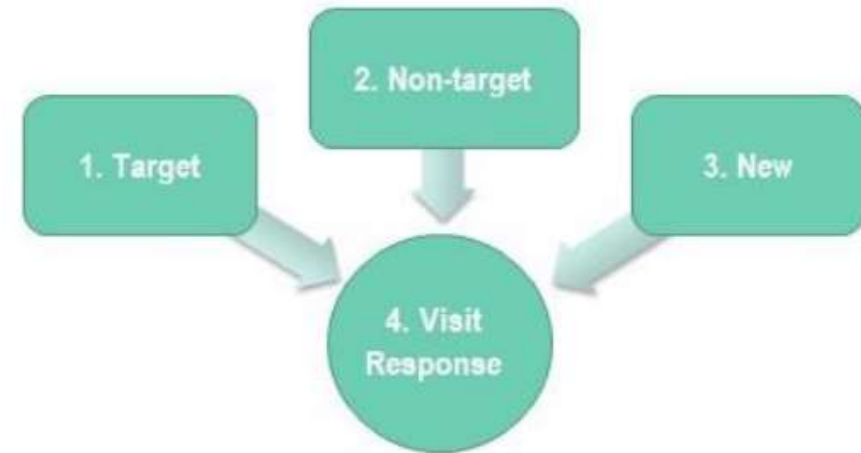 1. Target
2. Non-target
3. New
4. Visit
Response